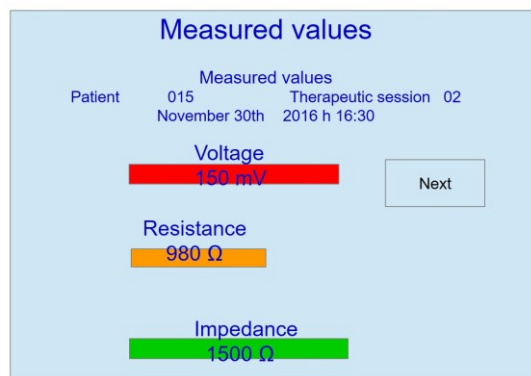 Measured values
Measured values
Patient 015 Therapeutic session 02
November 30th 2016 h 16:30
Voltage
150 mV
Next
Resistance
980 Ω
Impedance
1500 Ω